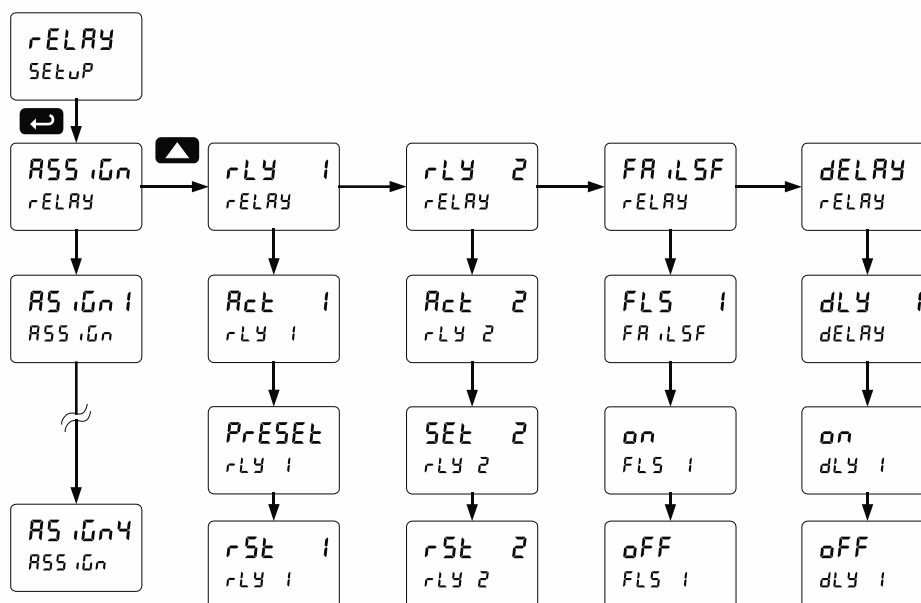 rELAY
SEtuP
ASSiGn
rELAY
rLY 1
rELAY
rLY 2
rELAY
FAiLSF
rELAY
dELAY
rELAY
ASiGn1
ASSiGn
Act 1
rLY 1
Act 2
rLY 2
FLS 1
FAiLSF
dLY 1
dELAY
PrESEt
rLY 1
SEt 2
rLY 2
on
FLS 1
on
dLY 1
ASiGn4
ASSiGn
rSt 1
rLY 1
rSt 2
rLY 2
oFF
FLS 1
oFF
dLY 1